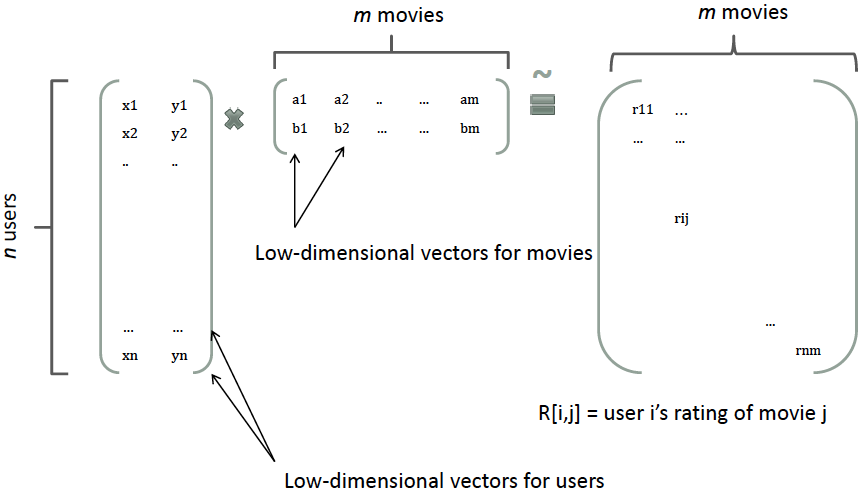 m movies
m movies
n users
x1 y1
x2 y2
.. ..
... ...
xn yn
a1 a2 .. ... am
b1 b2 ... ... bm
~
=
r11 ...
... ...
rij
...
rnm
Low-dimensional vectors for movies
R[i,j] = user i's rating of movie j
Low-dimensional vectors for users